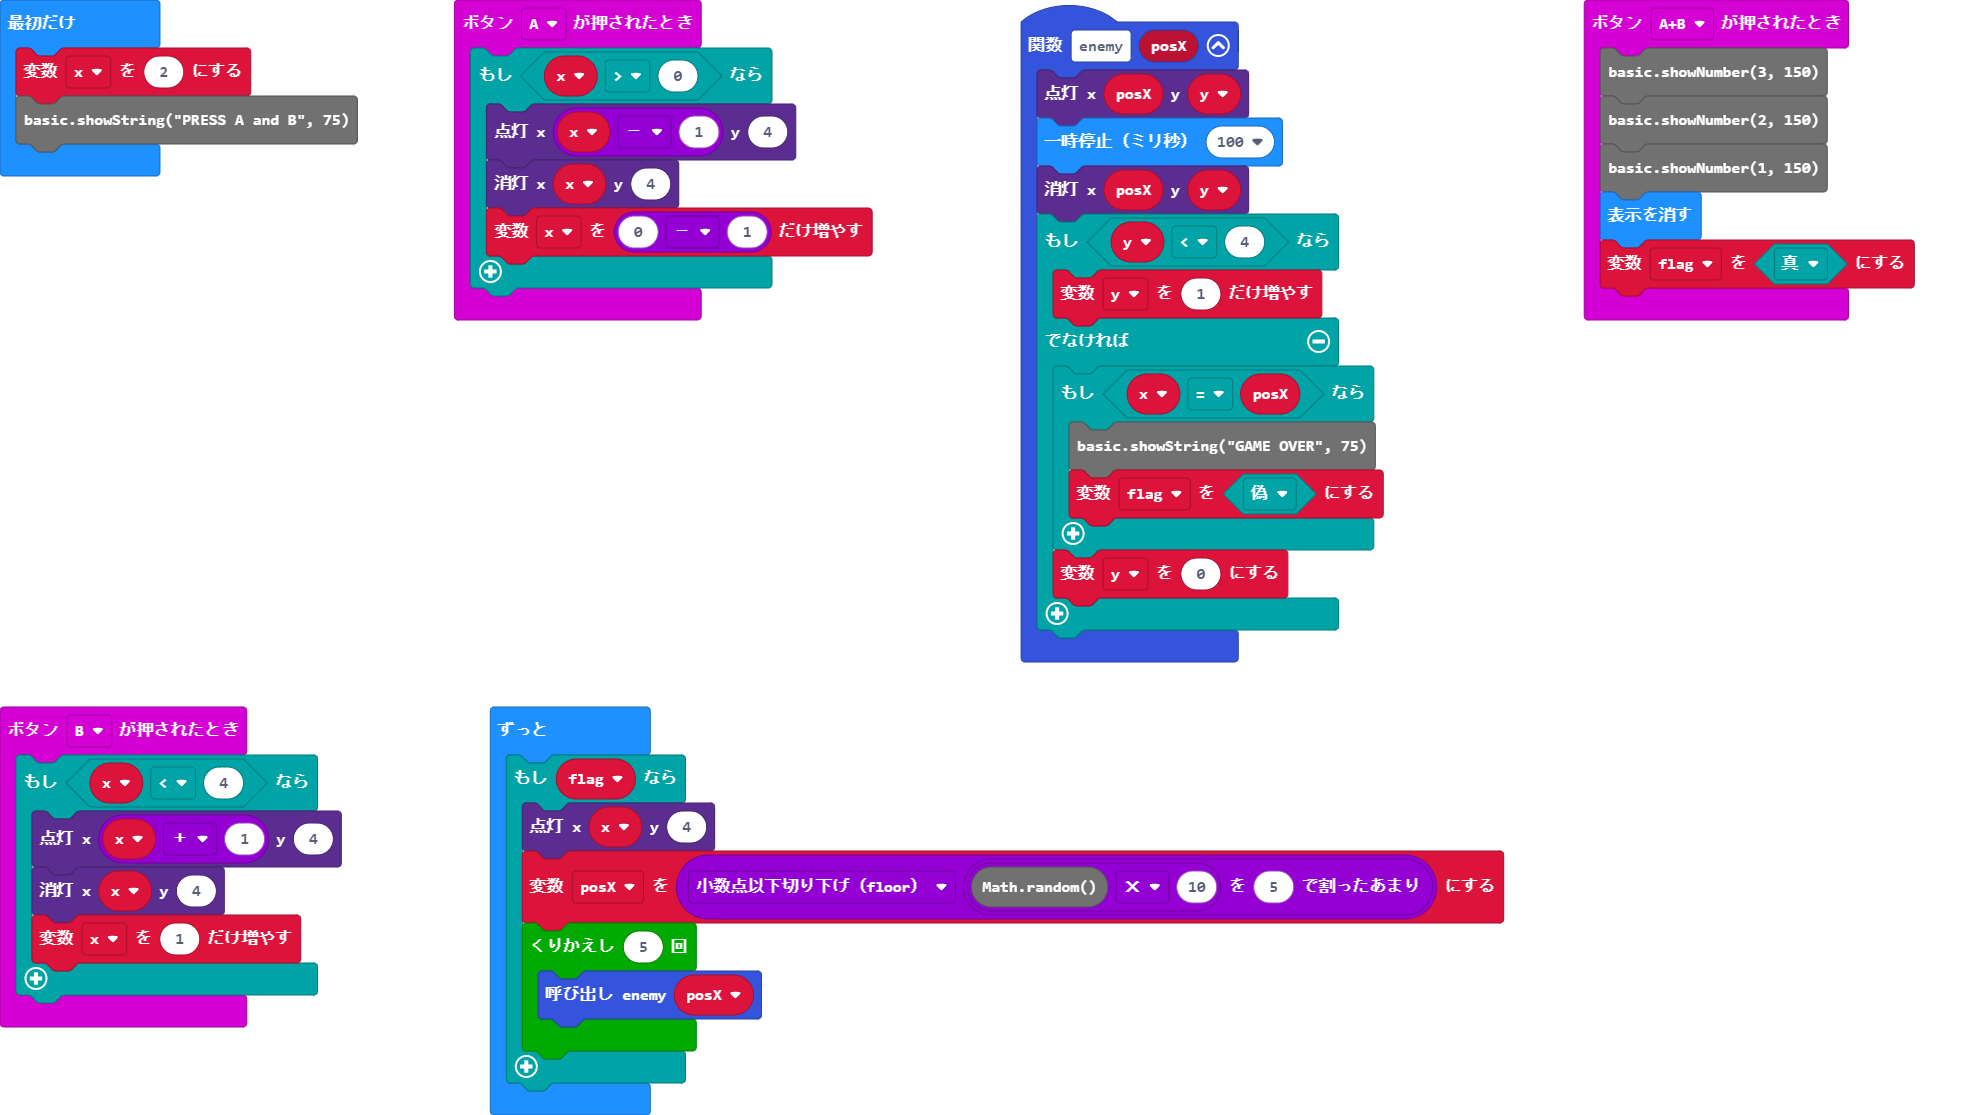 最初だけ
変数 x を 2 にする
basic.showString("PRESS A and B", 75)
ボタン A が押されたとき
もし x > 0 なら
点灯 x x - 1 y 4
消灯 x x y 4
変数 x を 0 - 1 だけ増やす
関数 enemy posX
点灯 x posX y y
一時停止（ミリ秒） 100
消灯 x posX y y
もし y < 4 なら
変数 y を 1 だけ増やす
でなければ
もし x = posX なら
basic.showString("GAME OVER", 75)
変数 flag を 偽 にする
変数 y を 0 にする
ボタン A+B が押されたとき
basic.showNumber(3, 150)
basic.showNumber(2, 150)
basic.showNumber(1, 150)
表示を消す
変数 flag を 真 にする
ボタン B が押されたとき
もし x < 4 なら
点灯 x x + 1 y 4
消灯 x x y 4
変数 x を 1 だけ増やす
ずっと
もし flag なら
点灯 x x y 4
変数 posX を 小数点以下切り下げ（floor） Math.random() × 10 を 5 で割ったあまり にする
くりかえし 5 回
呼び出し enemy posX